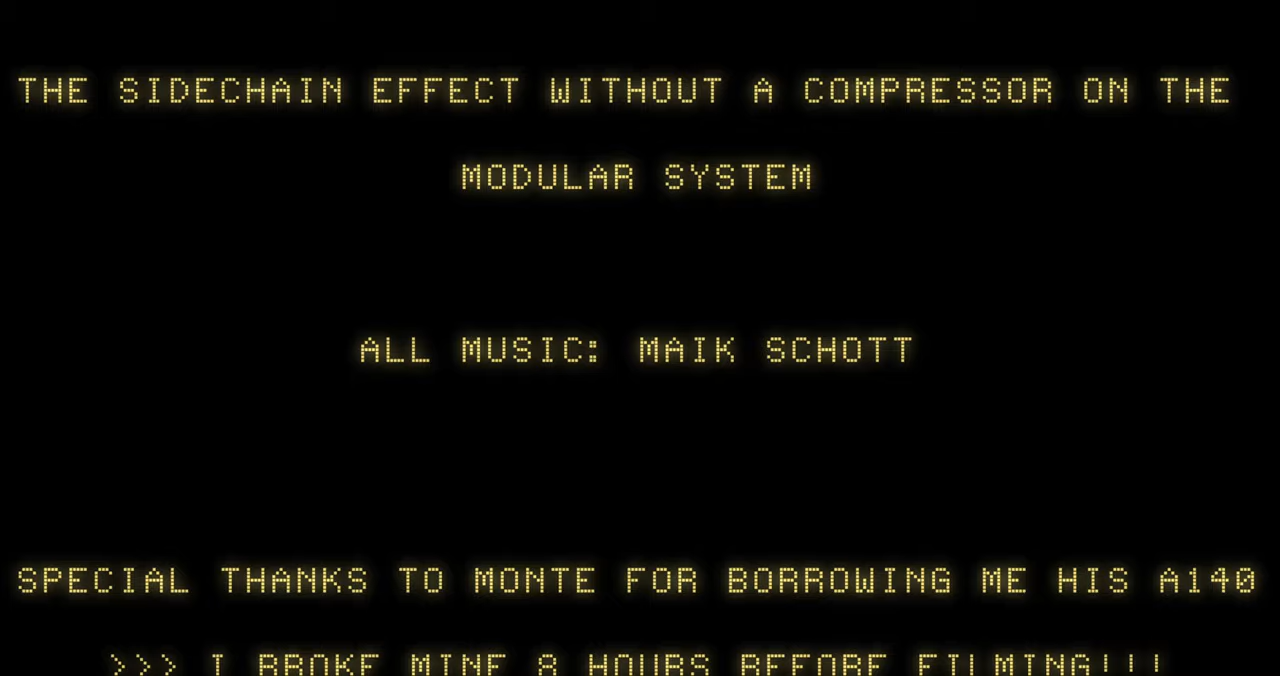 THE SIDECHAIN EFFECT WITHOUT A COMPRESSOR ON THE
MODULAR SYSTEM
ALL MUSIC: MAIK SCHOTT
SPECIAL THANKS TO MONTE FOR BORROWING ME HIS A140
>>> I BROKE MINE 8 HOURS BEFORE FILMING!!!